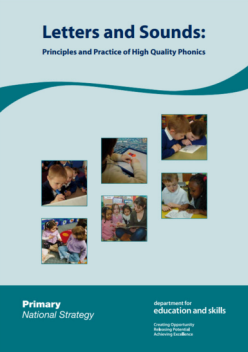 Letters and Sounds:
Principles and Practice of High Quality Phonics
Primary
National Strategy
department for
education and skills
Creating Opportunity
Releasing Potential
Achieving Excellence